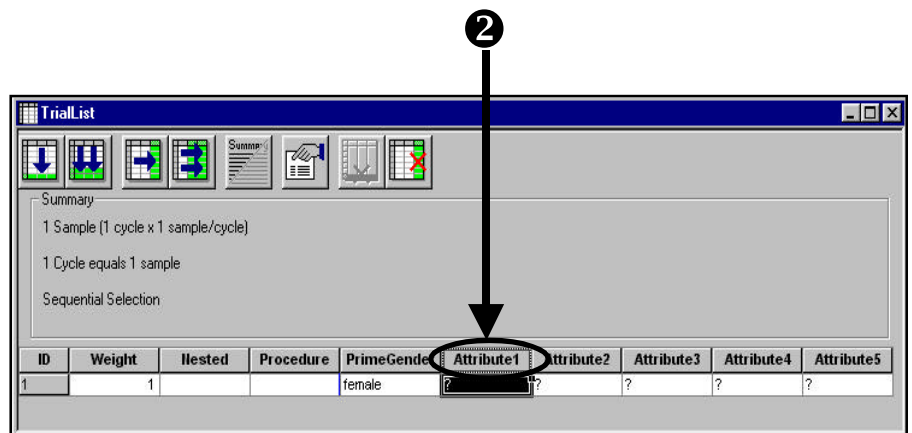 2
TrialList
Summary
Summary
1 Sample (1 cycle x 1 sample/cycle)
1 Cycle equals 1 sample
Sequential Selection
ID Weight Nested Procedure PrimeGende Attribute1 Attribute2 Attribute3 Attribute4 Attribute5
1 1 female ? ? ? ? ?